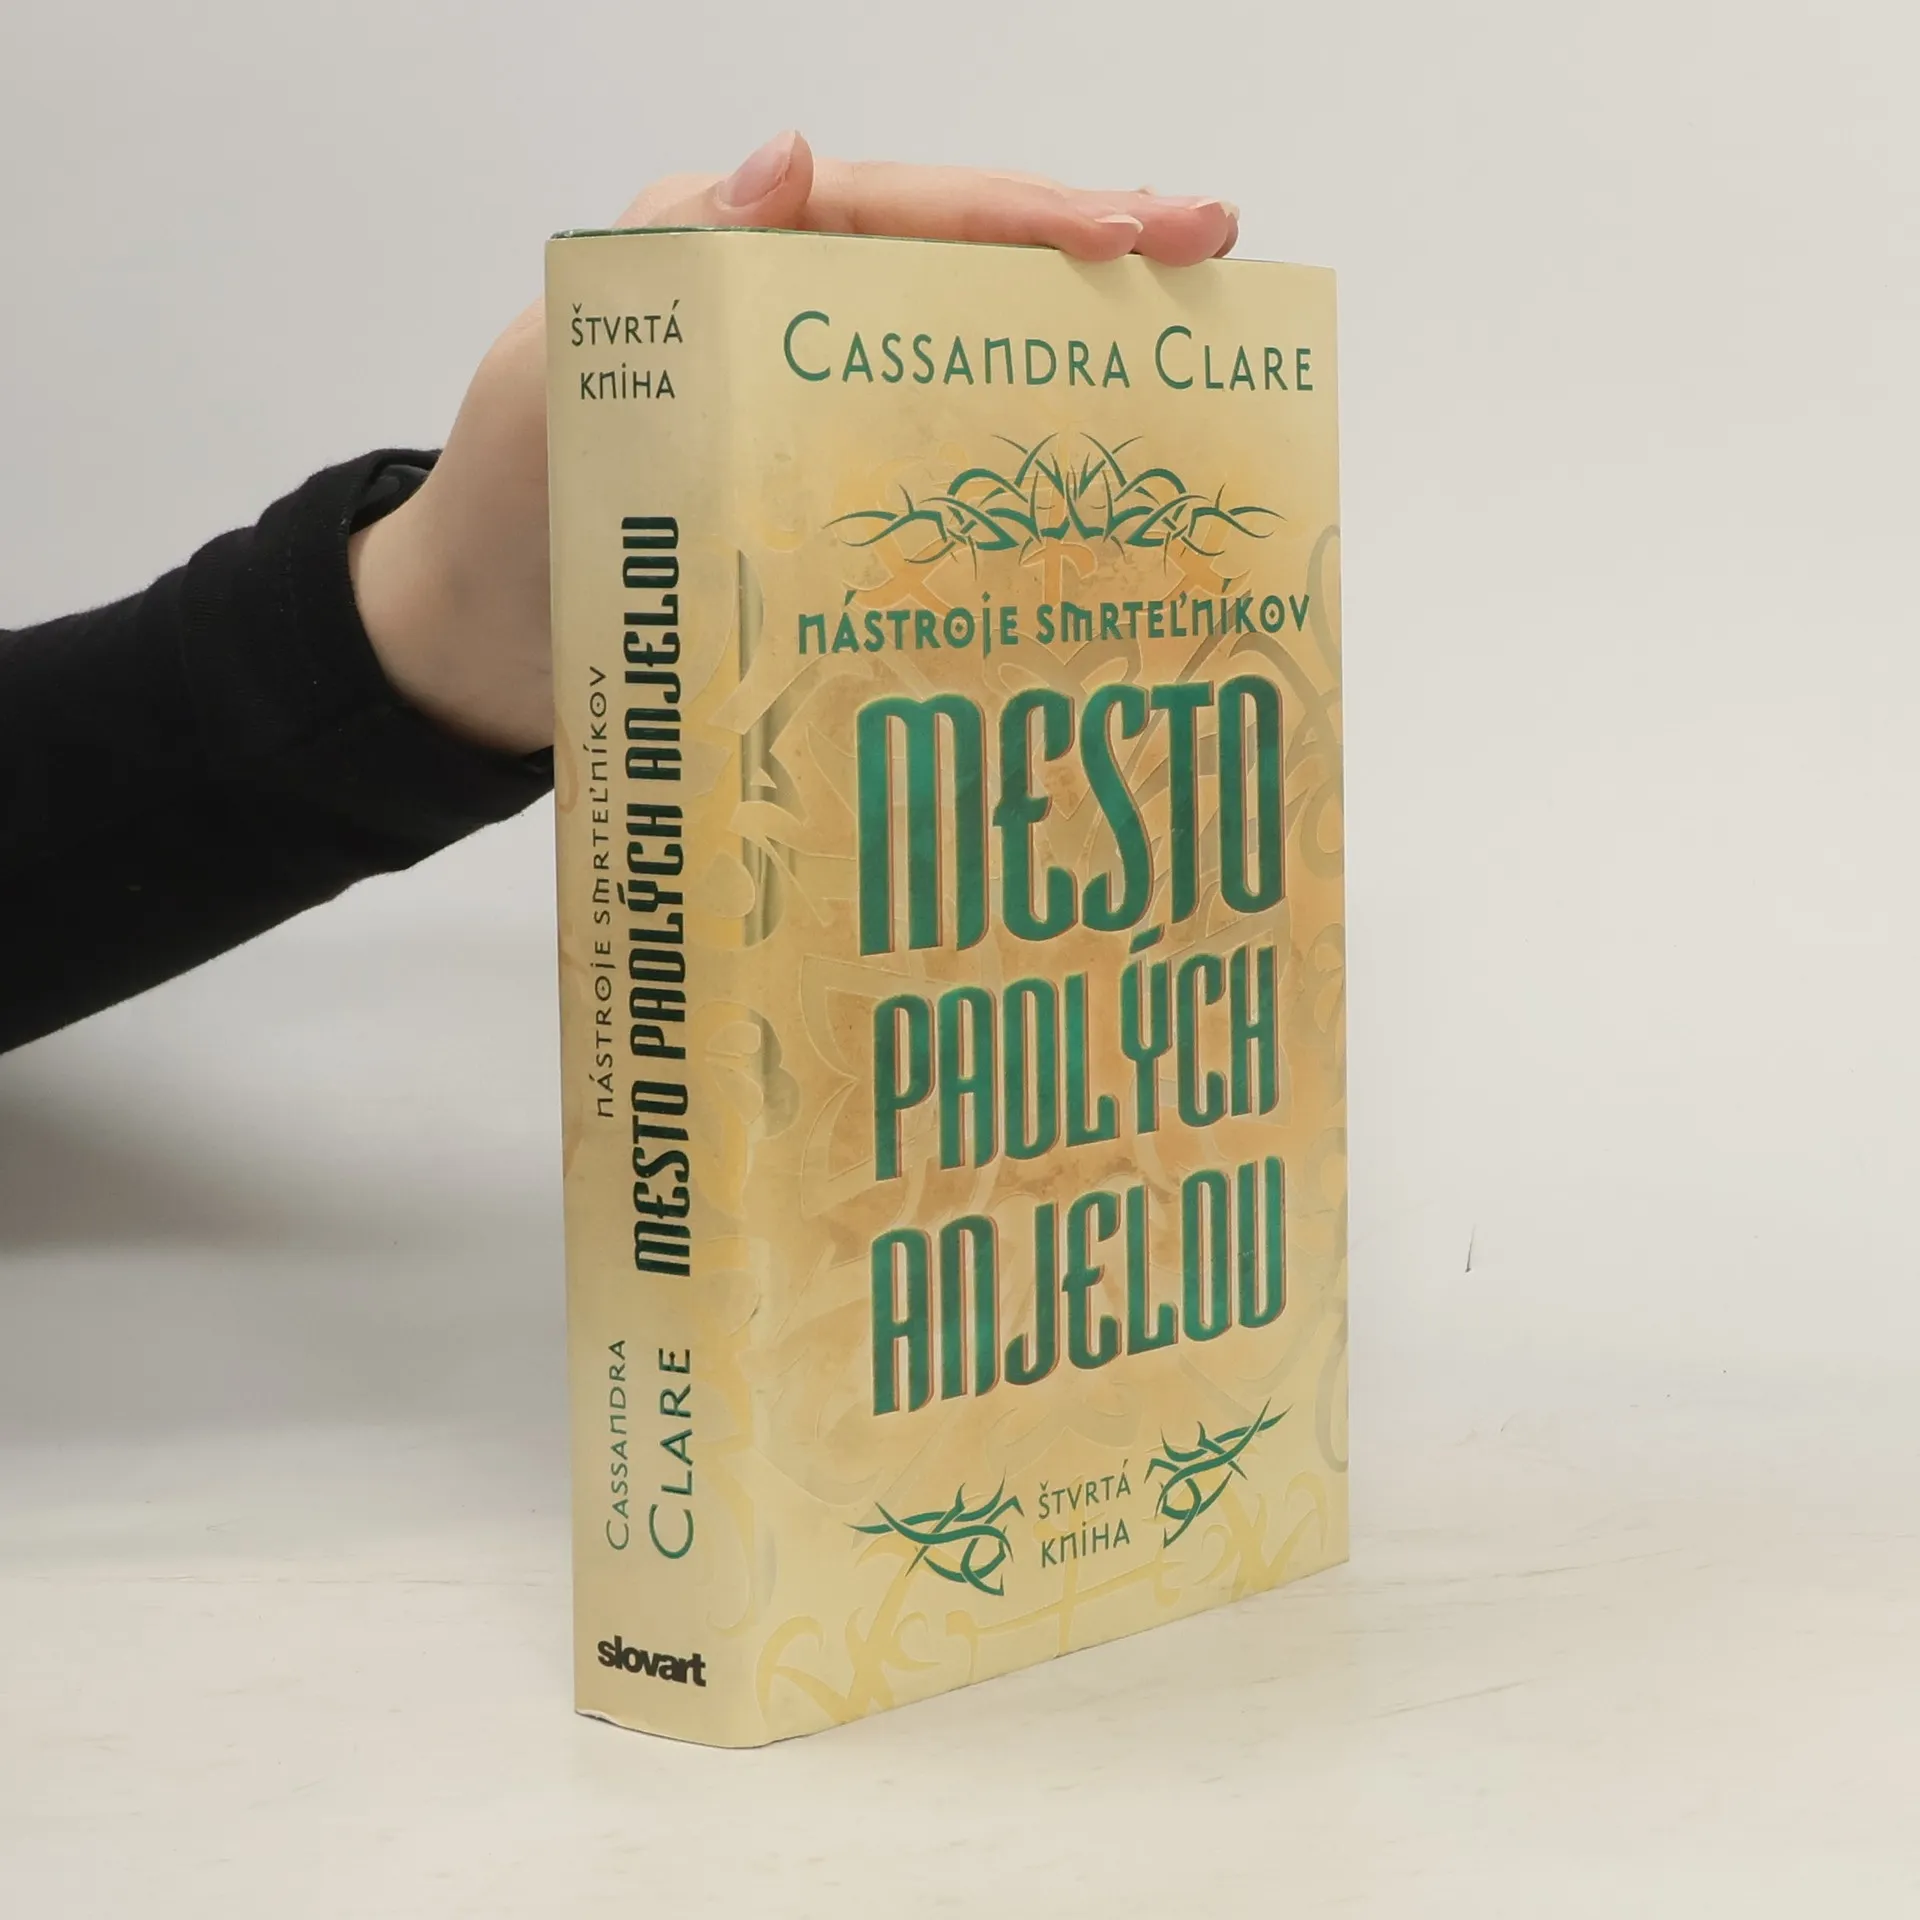 ŠTVRTÁ
KNIHA
NÁSTROJE SMRTEĽNÍKOV
MESTO PADLÝCH ANJELOV
CASSANDRA
CLARE
slovart
CASSANDRA CLARE
NÁSTROJE SMRTEĽNÍKOV
MESTO
PADLÝCH
ANJELOV
ŠTVRTÁ
KNIHA